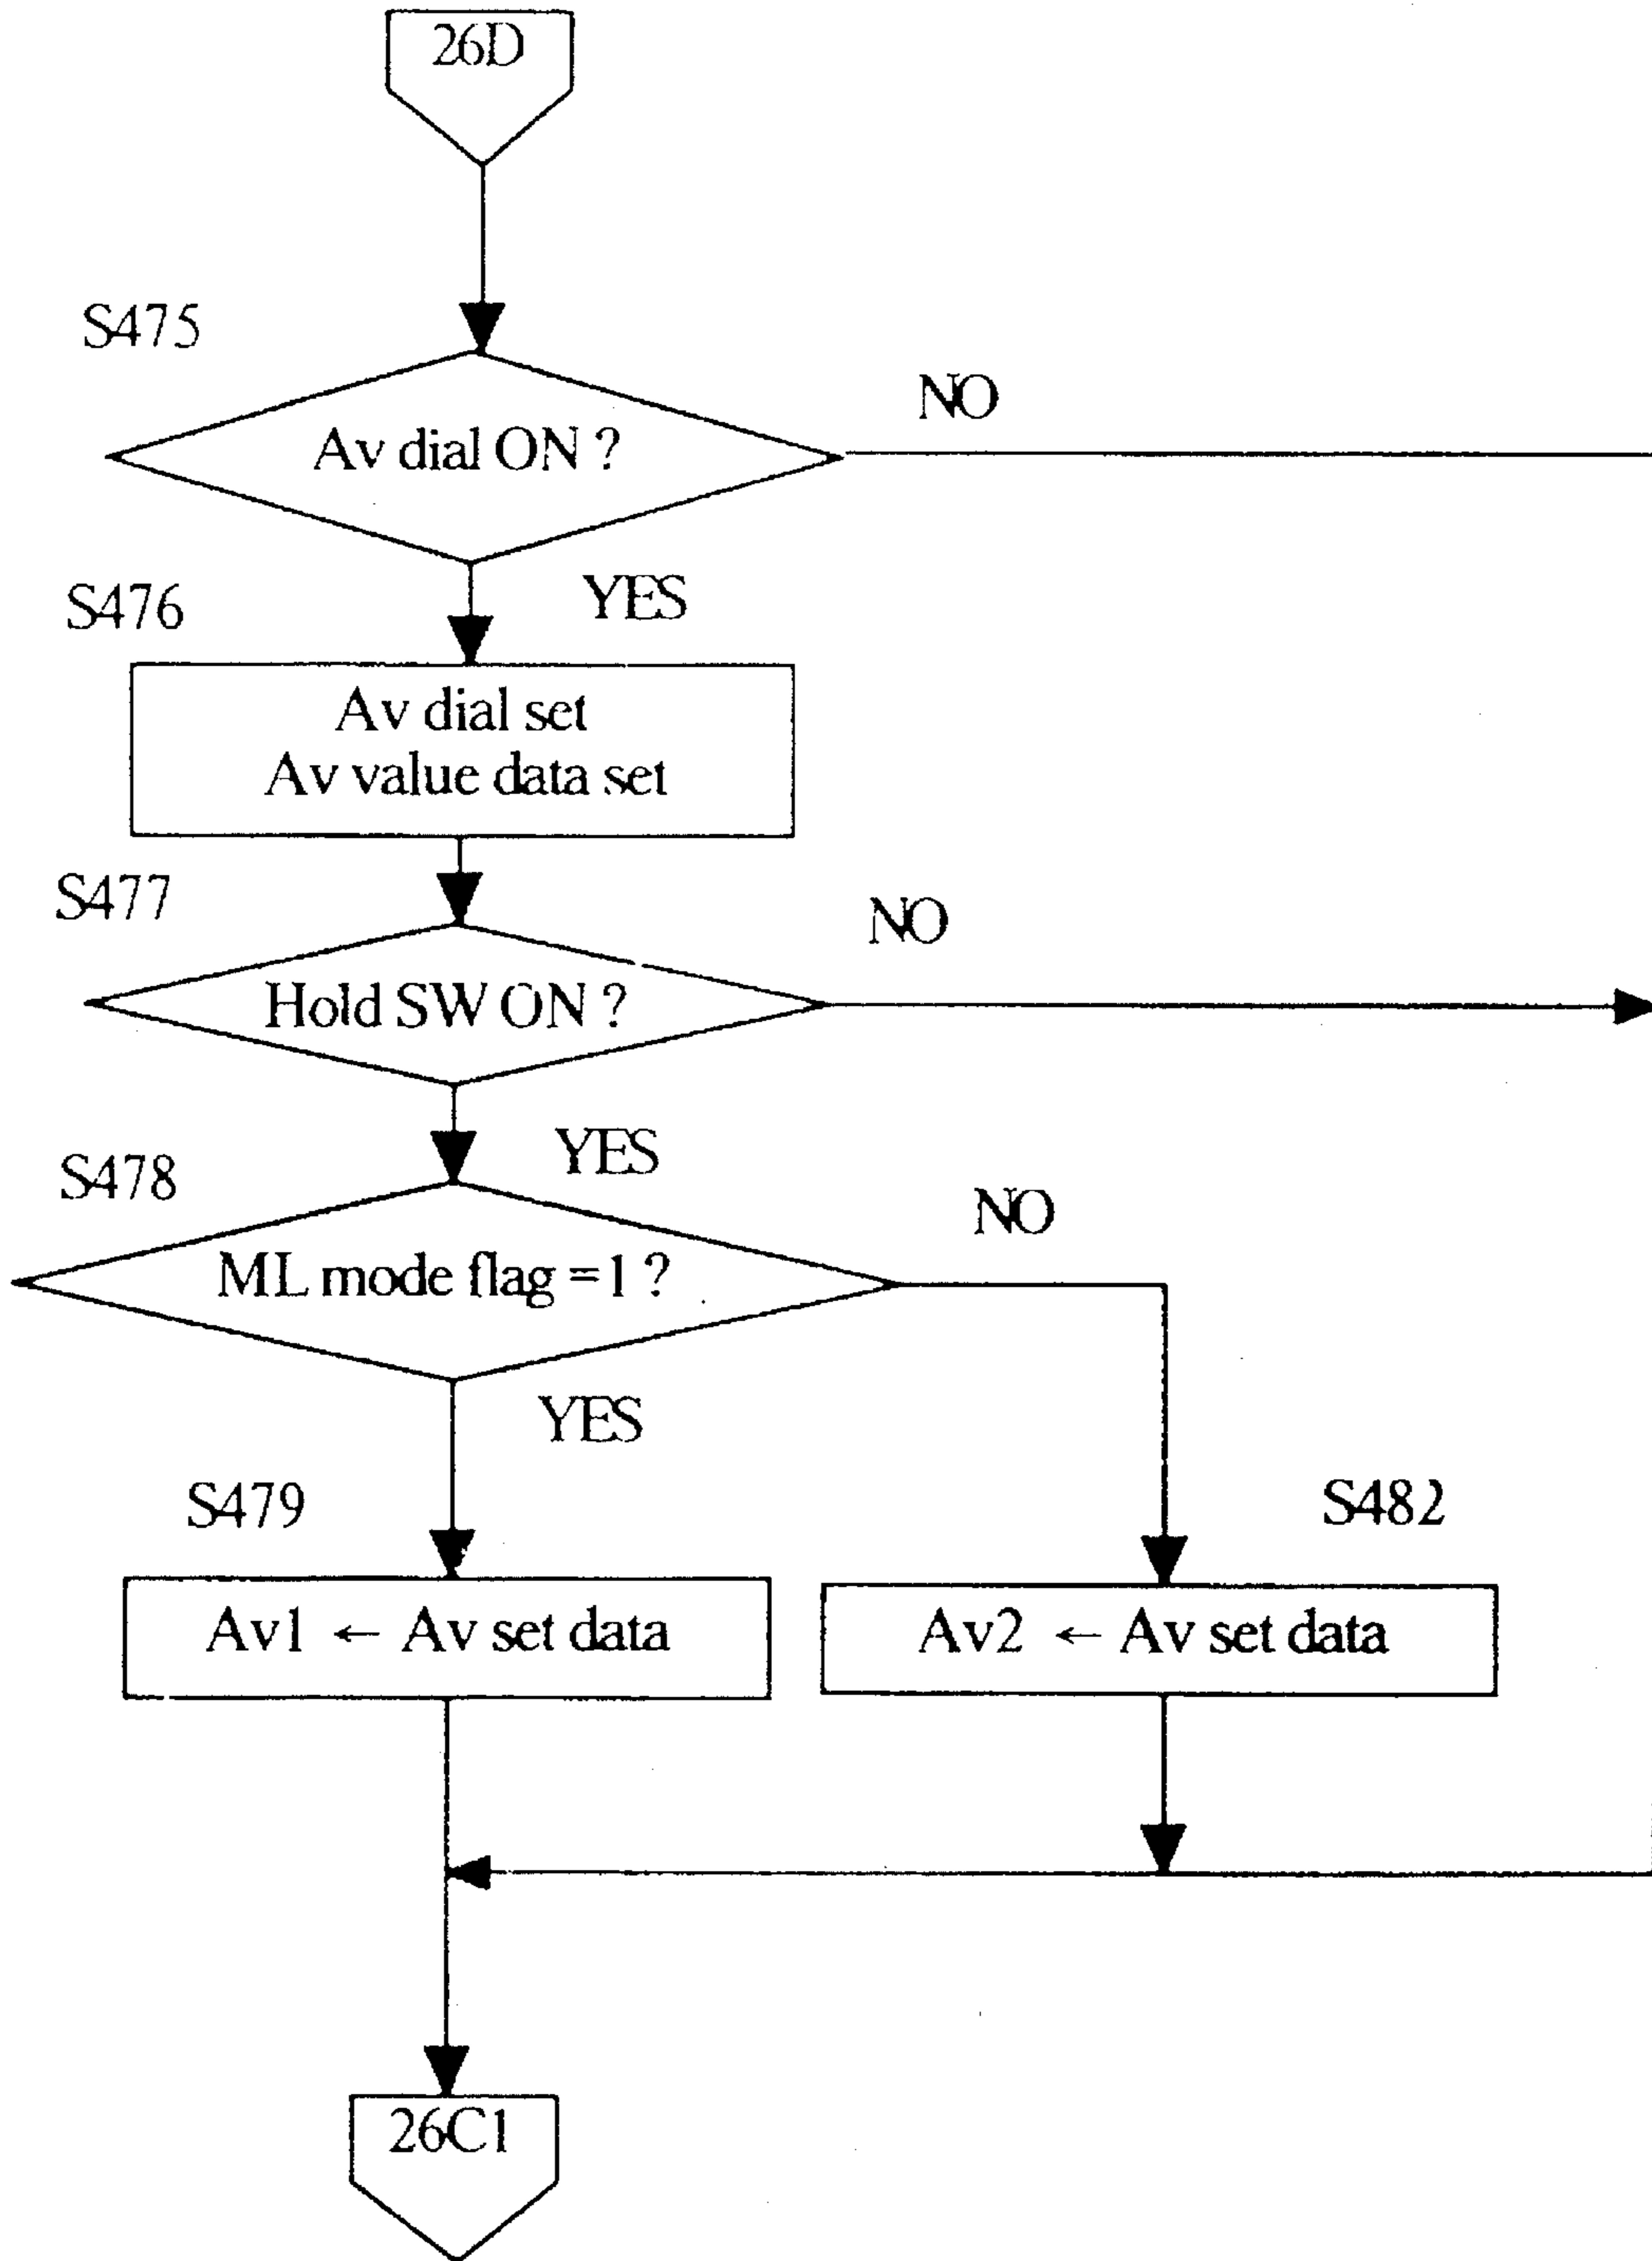 26D
S475
Av dial ON ?
NO
YES
S476
Av dial set
Av value data set
S477
Hold SW ON ?
NO
YES
S478
ML mode flag =1 ?
NO
YES
S479
S482
Av1 ← Av set data
Av2 ← Av set data
26C1